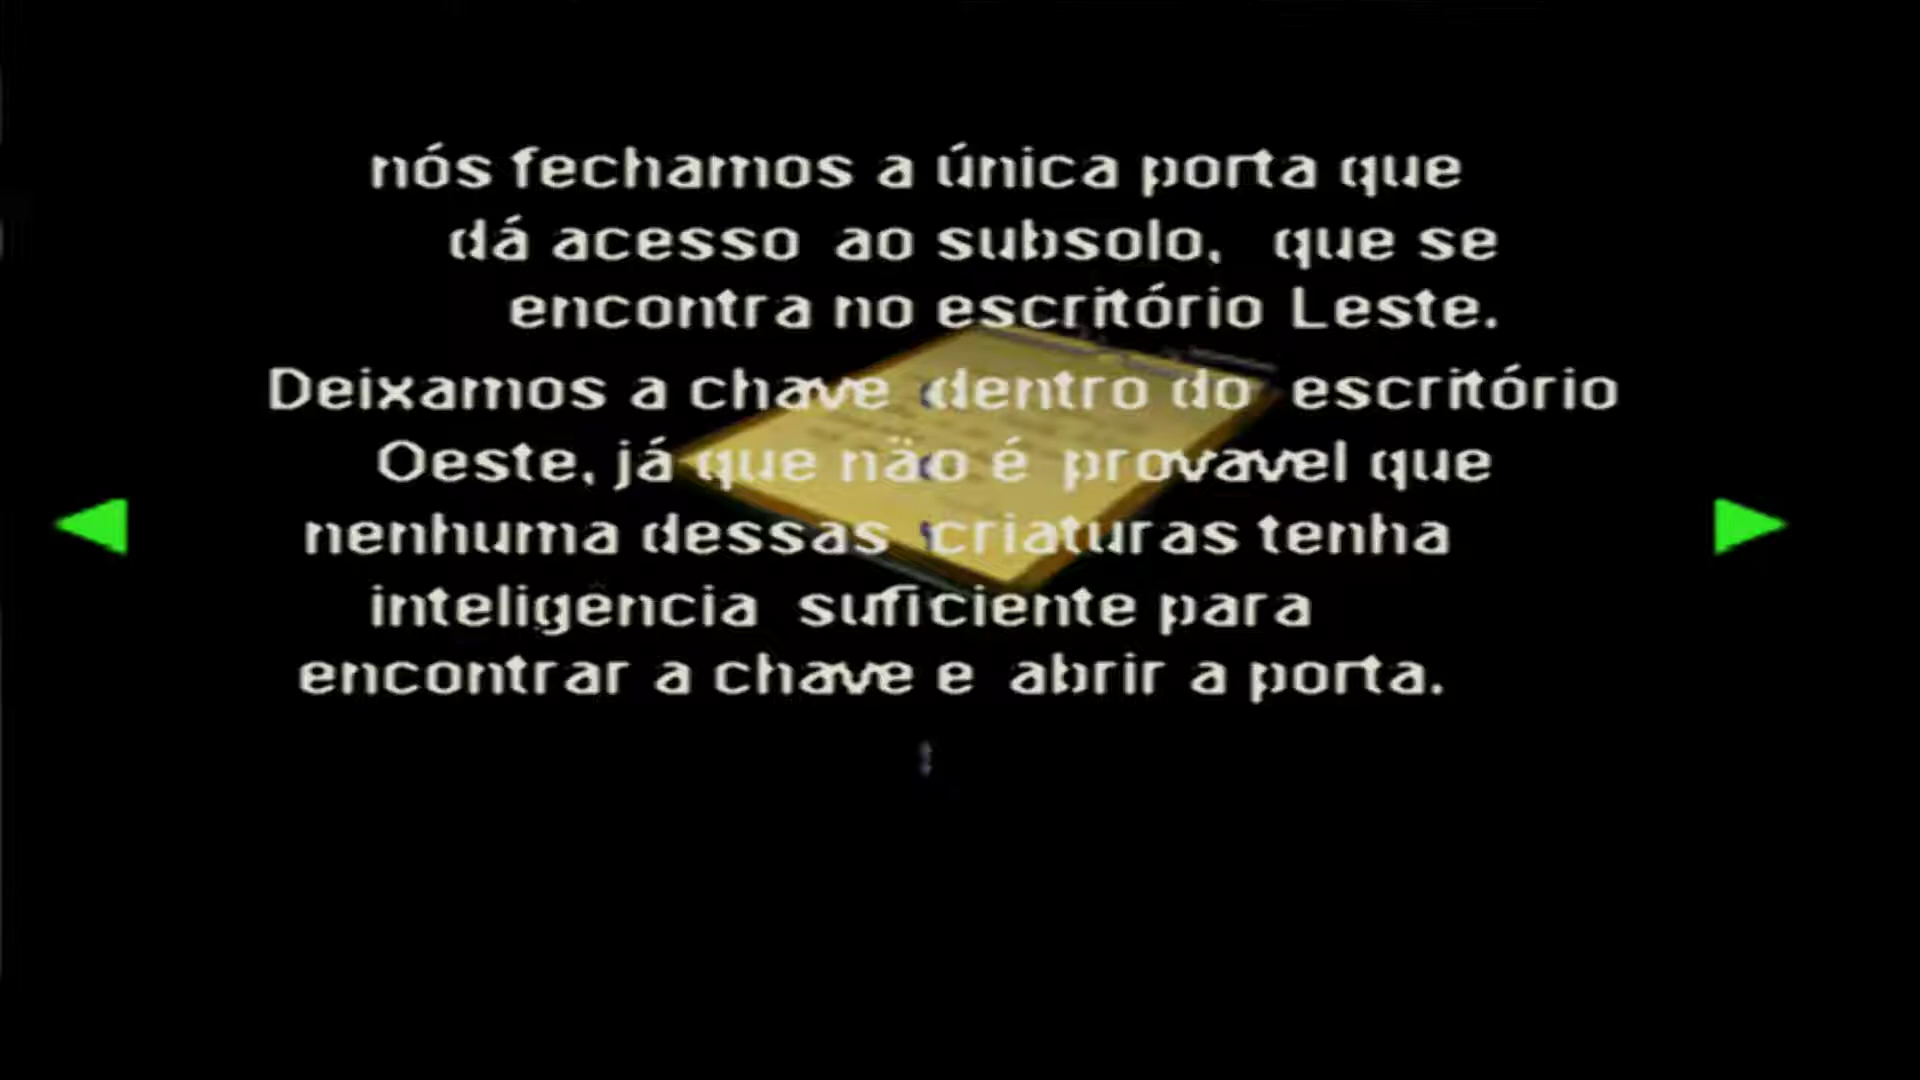 nós fechamos a única porta que
dá acesso ao subsolo, que se
encontra no escritório Leste.
Deixamos a chave dentro do escritório
Oeste, já que não é provavel que
nenhuma dessas criaturas tenha
inteligência suficiente para
encontrar a chave e abrir a porta.